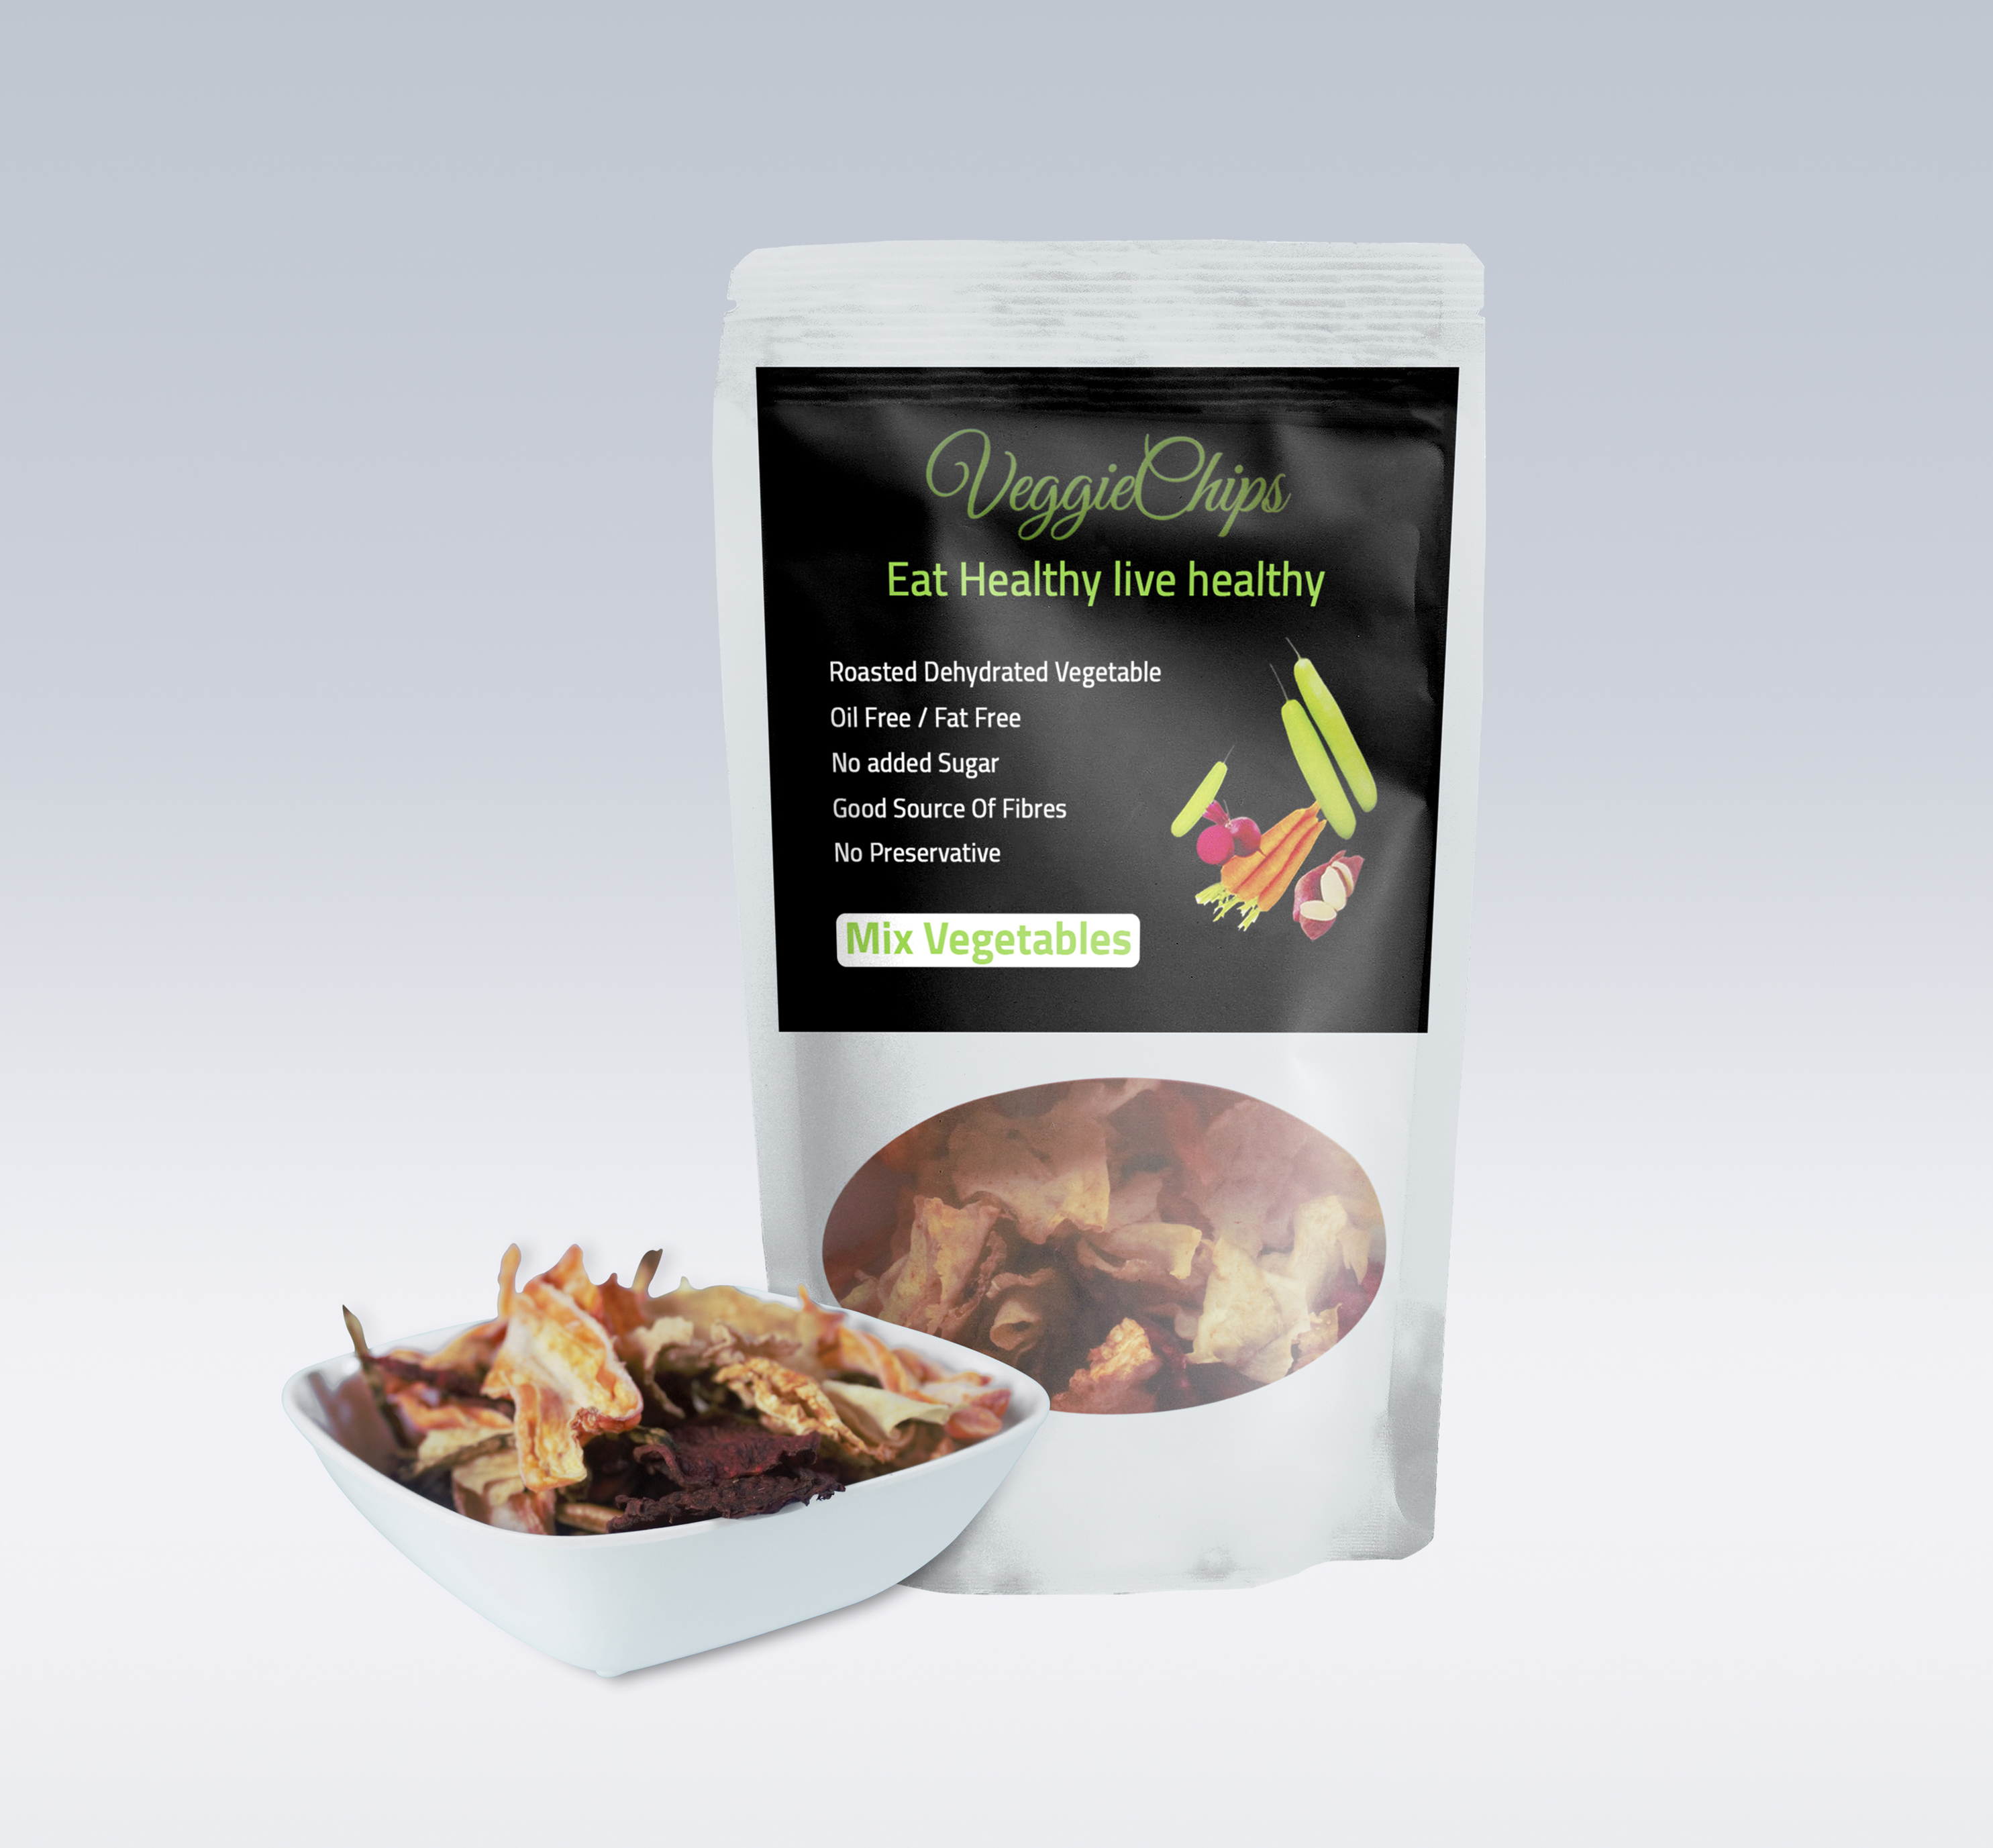 VeggieChips
Eat Healthy live healthy
Roasted Dehydrated Vegetable
Oil Free / Fat Free
No added Sugar
Good Source Of Fibres
No Preservative
Mix Vegetables